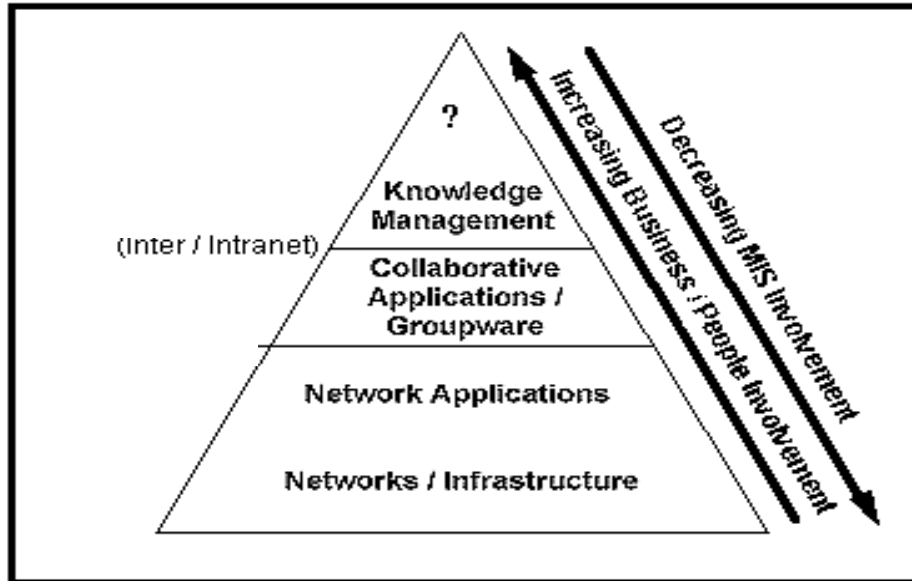 ?
Knowledge
Management
(Inter / Intranet)
Collaborative
Applications /
Groupware
Network Applications
Networks / Infrastructure
Increasing Business / People Involvement
Decreasing MIS Involvement